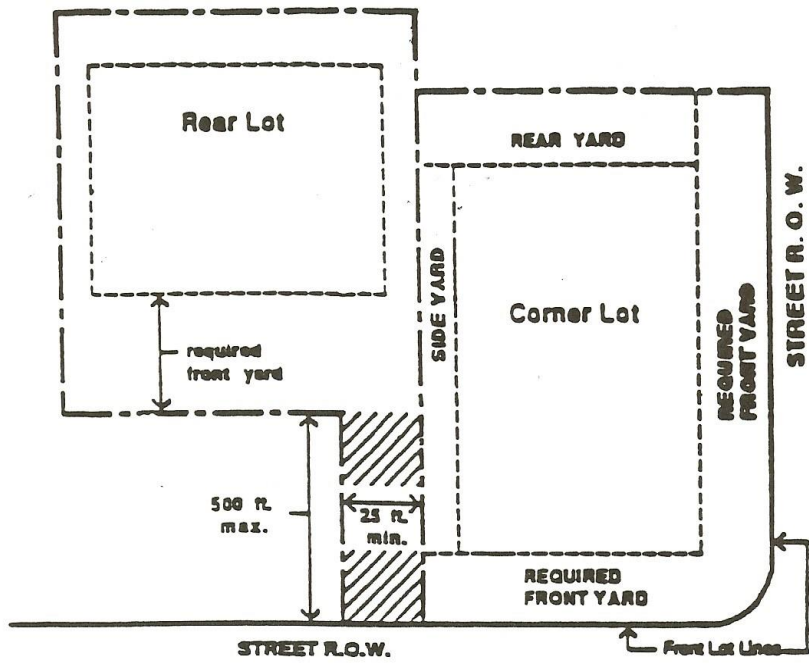 Rear Lot
required
front yard
500 ft.
max.
25 ft.
min.
REAR YARD
SIDE YARD
Corner Lot
REQUIRED
FRONT YARD
STREET R.O.W.
REQUIRED
FRONT YARD
Front Lot Lines
STREET R.O.W.